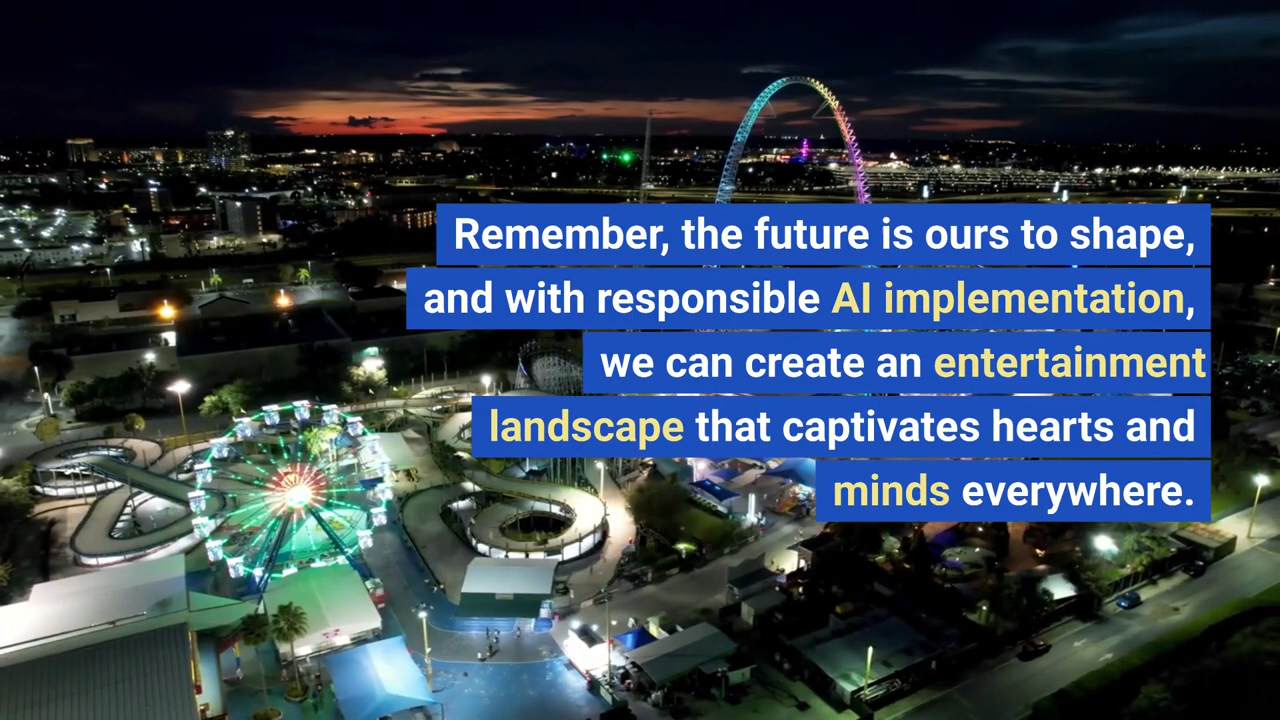 Remember, the future is ours to shape,
and with responsible AI implementation,
we can create an entertainment
landscape that captivates hearts and
minds everywhere.